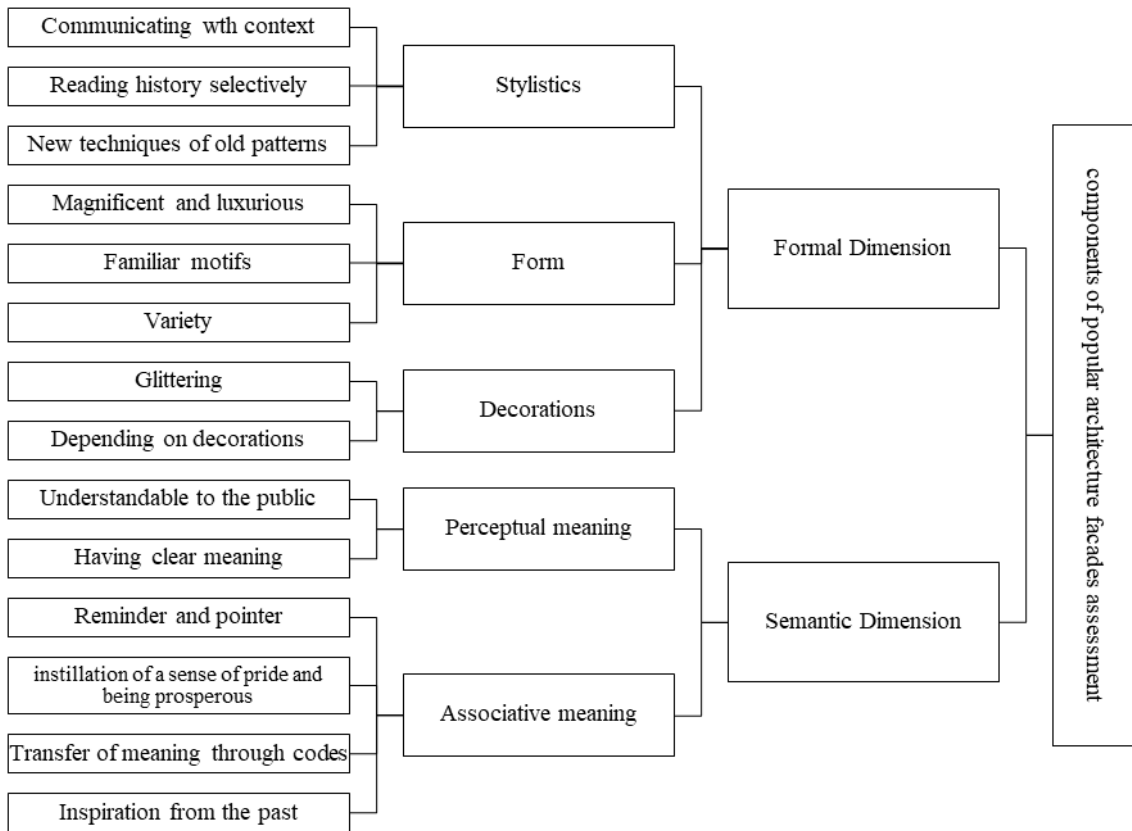 Communicating wth context
Reading history selectively
New techniques of old patterns
Stylistics
Magnificent and luxurious
Familiar motifs
Variety
Form
Glittering
Depending on decorations
Decorations
Formal Dimension
Understandable to the public
Having clear meaning
Perceptual meaning
Reminder and pointer
instillation of a sense of pride and
being prosperous
Transfer of meaning through codes
Inspiration from the past
Associative meaning
Semantic Dimension
components of popular architecture facades assessment